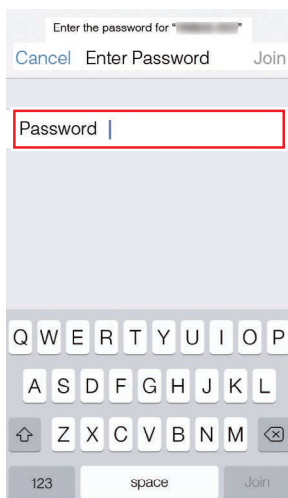 Enter the password for “ ”
Cancel Enter Password Join
Password
Q W E R T Y U I O P
A S D F G H J K L
Z X C V B N M
123 space Join